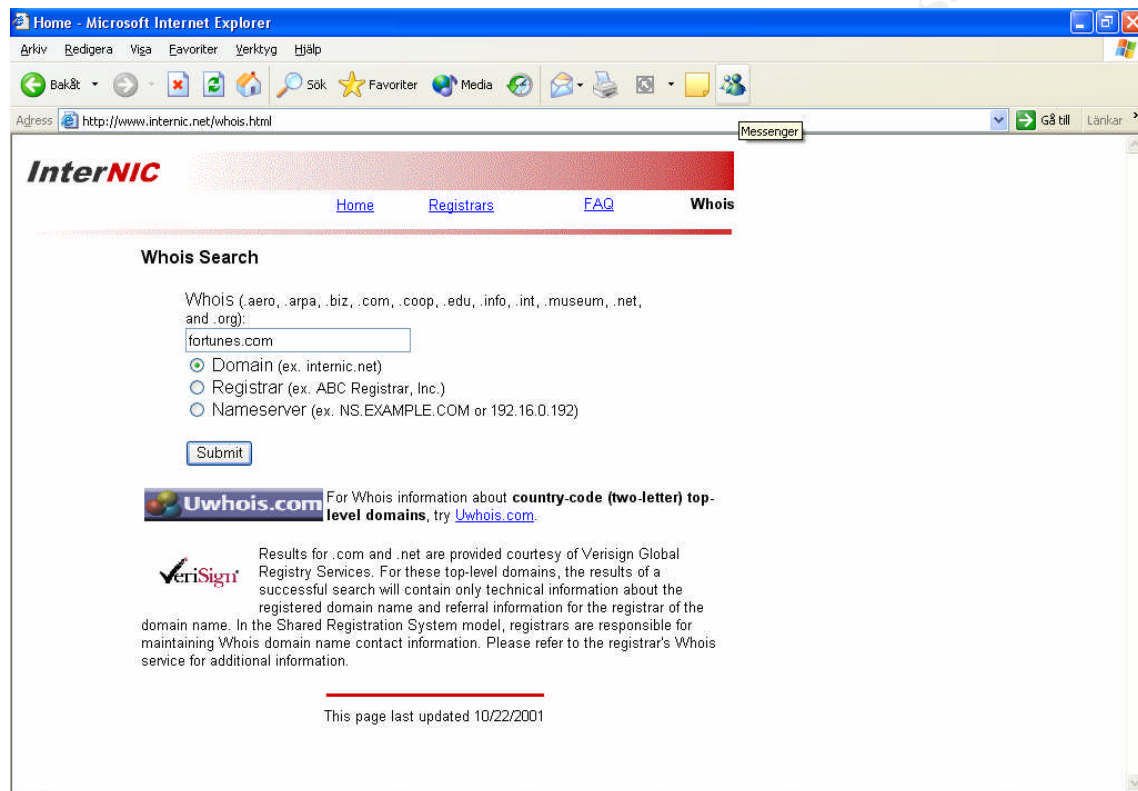 Home - Microsoft Internet Explorer
Arkiv Redigera Visa Favoriter Verktyg Hjälp
Bakåt Sök Favoriter Media
Adress http://www.internic.net/whois.html Gå till Länkar
Messenger
InterNIC
Home Registrars FAQ Whois
Whois Search
Whois (.aero, .arpa, .biz, .com, .coop, .edu, .info, .int, .museum, .net,
and .org):
fortunes.com
Domain (ex. internic.net)
Registrar (ex. ABC Registrar, Inc.)
Nameserver (ex. NS.EXAMPLE.COM or 192.16.0.192)
Submit
Uwhois.com
For Whois information about country-code (two-letter) top-
level domains, try Uwhois.com.
VeriSign
Results for .com and .net are provided courtesy of Verisign Global
Registry Services. For these top-level domains, the results of a
successful search will contain only technical information about the
registered domain name and referral information for the registrar of the
domain name. In the Shared Registration System model, registrars are responsible for
maintaining Whois domain name contact information. Please refer to the registrar's Whois
service for additional information.
This page last updated 10/22/2001